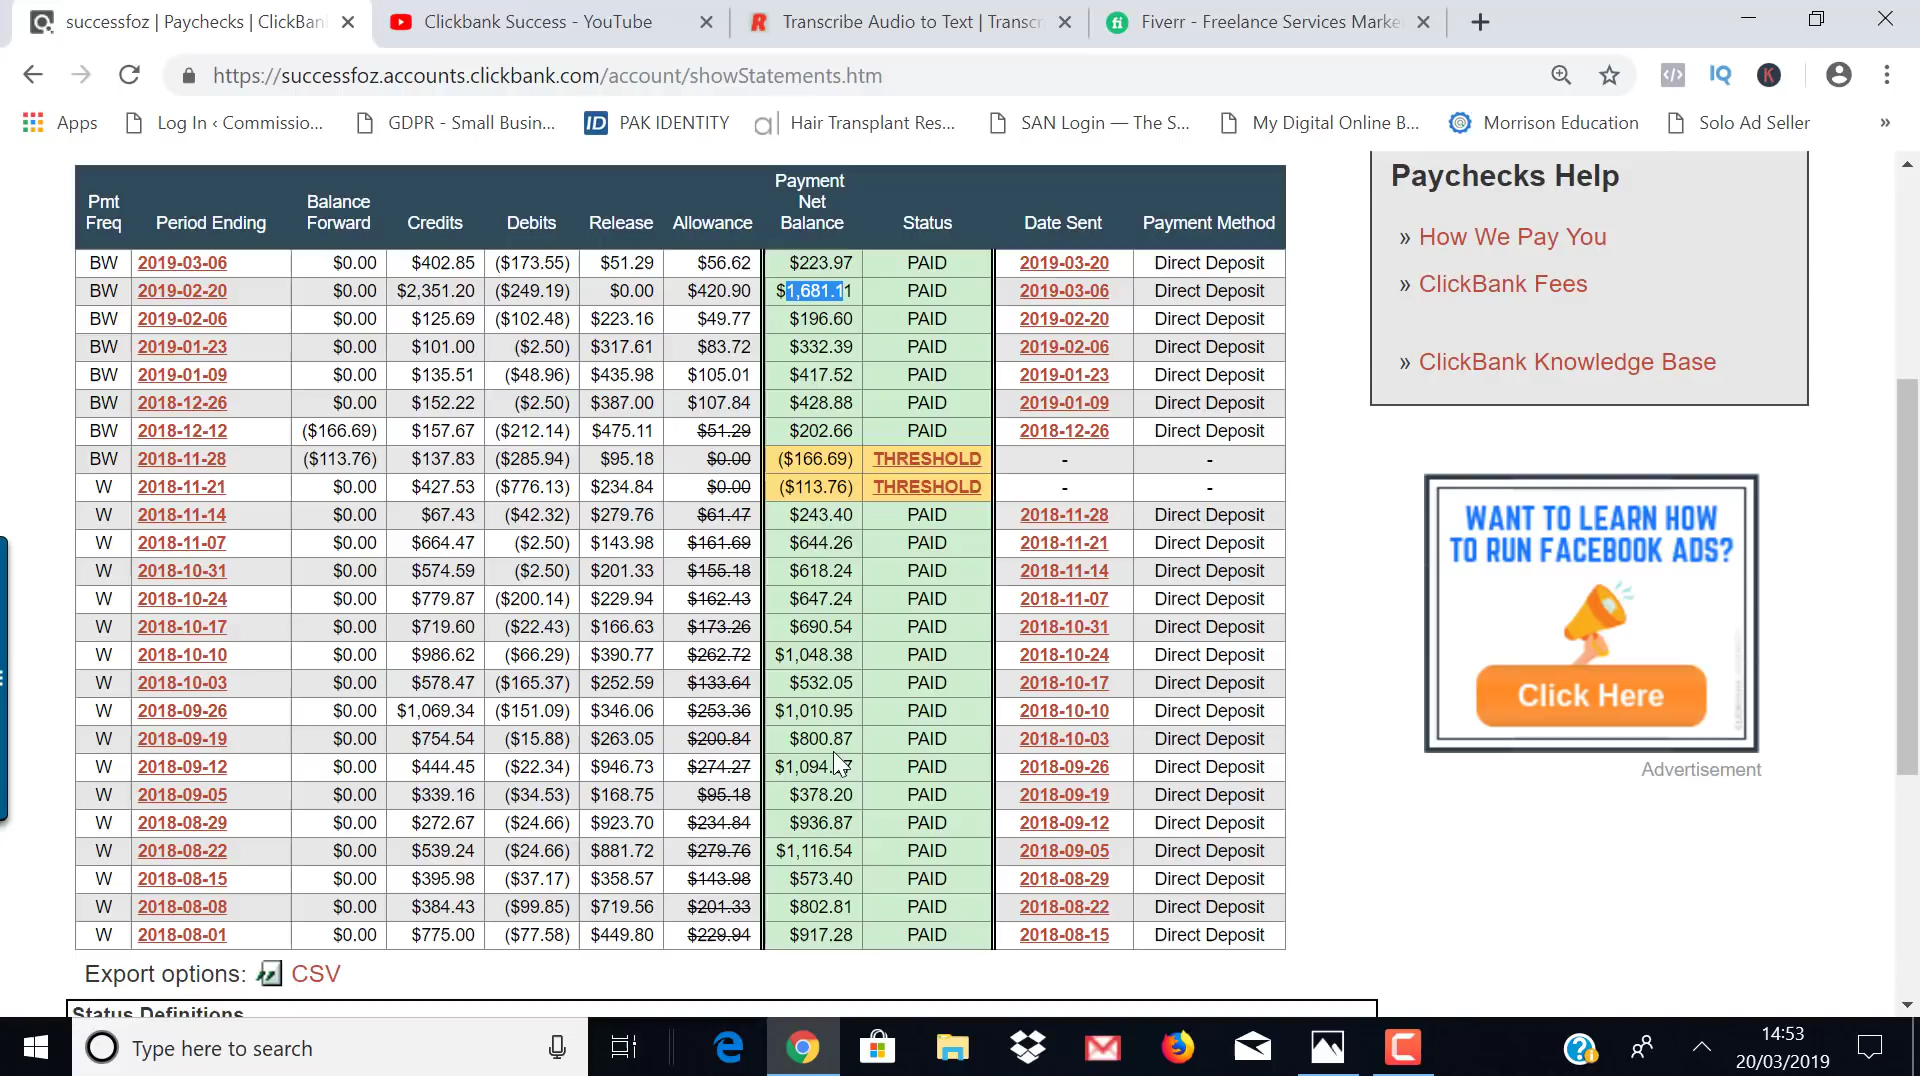 successfoz | Paychecks | ClickBan
Clickbank Success - YouTube
Transcribe Audio to Text | Transcr
Fiverr - Freelance Services Marke
https://successfoz.accounts.clickbank.com/account/showStatements.htm
Apps
Log In ‹ Commissio...
GDPR - Small Busin...
ID PAK IDENTITY
Hair Transplant Res...
SAN Login — The S...
My Digital Online B...
Morrison Education
Solo Ad Seller
»
Pmt Freq Period Ending Balance Forward Credits Debits Release Allowance Payment Net Balance Status Date Sent Payment Method
BW 2019-03-06 $0.00 $402.85 ($173.55) $51.29 $56.62 $223.97 PAID 2019-03-20 Direct Deposit
BW 2019-02-20 $0.00 $2,351.20 ($249.19) $0.00 $420.90 $1,681.11 PAID 2019-03-06 Direct Deposit
BW 2019-02-06 $0.00 $125.69 ($102.48) $223.16 $49.77 $196.60 PAID 2019-02-20 Direct Deposit
BW 2019-01-23 $0.00 $101.00 ($2.50) $317.61 $83.72 $332.39 PAID 2019-02-06 Direct Deposit
BW 2019-01-09 $0.00 $135.51 ($48.96) $435.98 $105.01 $417.52 PAID 2019-01-23 Direct Deposit
BW 2018-12-26 $0.00 $152.22 ($2.50) $387.00 $107.84 $428.88 PAID 2019-01-09 Direct Deposit
BW 2018-12-12 ($166.69) $157.67 ($212.14) $475.11 $51.29 $202.66 PAID 2018-12-26 Direct Deposit
BW 2018-11-28 ($113.76) $137.83 ($285.94) $95.18 $0.00 ($166.69) THRESHOLD - -
W 2018-11-21 $0.00 $427.53 ($776.13) $234.84 $0.00 ($113.76) THRESHOLD - -
W 2018-11-14 $0.00 $67.43 ($42.32) $279.76 $61.47 $243.40 PAID 2018-11-28 Direct Deposit
W 2018-11-07 $0.00 $664.47 ($2.50) $143.98 $161.69 $644.26 PAID 2018-11-21 Direct Deposit
W 2018-10-31 $0.00 $574.59 ($2.50) $201.33 $155.18 $618.24 PAID 2018-11-14 Direct Deposit
W 2018-10-24 $0.00 $779.87 ($200.14) $229.94 $162.43 $647.24 PAID 2018-11-07 Direct Deposit
W 2018-10-17 $0.00 $719.60 ($22.43) $166.63 $173.26 $690.54 PAID 2018-10-31 Direct Deposit
W 2018-10-10 $0.00 $986.62 ($66.29) $390.77 $262.72 $1,048.38 PAID 2018-10-24 Direct Deposit
W 2018-10-03 $0.00 $578.47 ($165.37) $252.59 $133.64 $532.05 PAID 2018-10-17 Direct Deposit
W 2018-09-26 $0.00 $1,069.34 ($151.09) $346.06 $253.36 $1,010.95 PAID 2018-10-10 Direct Deposit
W 2018-09-19 $0.00 $754.54 ($15.88) $263.05 $200.84 $800.87 PAID 2018-10-03 Direct Deposit
W 2018-09-12 $0.00 $444.45 ($22.34) $946.73 $274.27 PAID 2018-09-26 Direct Deposit
W 2018-09-05 $0.00 $339.16 ($34.53) $168.75 $95.18 $378.20 PAID 2018-09-19 Direct Deposit
W 2018-08-29 $0.00 $272.67 ($24.66) $923.70 $234.84 $936.87 PAID 2018-09-12 Direct Deposit
W 2018-08-22 $0.00 $539.24 ($24.66) $881.72 $279.76 $1,116.54 PAID 2018-09-05 Direct Deposit
W 2018-08-15 $0.00 $395.98 ($37.17) $358.57 $143.98 $573.40 PAID 2018-08-29 Direct Deposit
W 2018-08-08 $0.00 $384.43 ($99.85) $719.56 $201.33 $802.81 PAID 2018-08-22 Direct Deposit
W 2018-08-01 $0.00 $775.00 ($77.58) $449.80 $229.94 $917.28 PAID 2018-08-15 Direct Deposit
Export options: CSV
Status Definitions
Paychecks Help
» How We Pay You
» ClickBank Fees
» ClickBank Knowledge Base
WANT TO LEARN HOW
TO RUN FACEBOOK ADS?
Click Here
Advertisement
Type here to search
14:53
20/03/2019